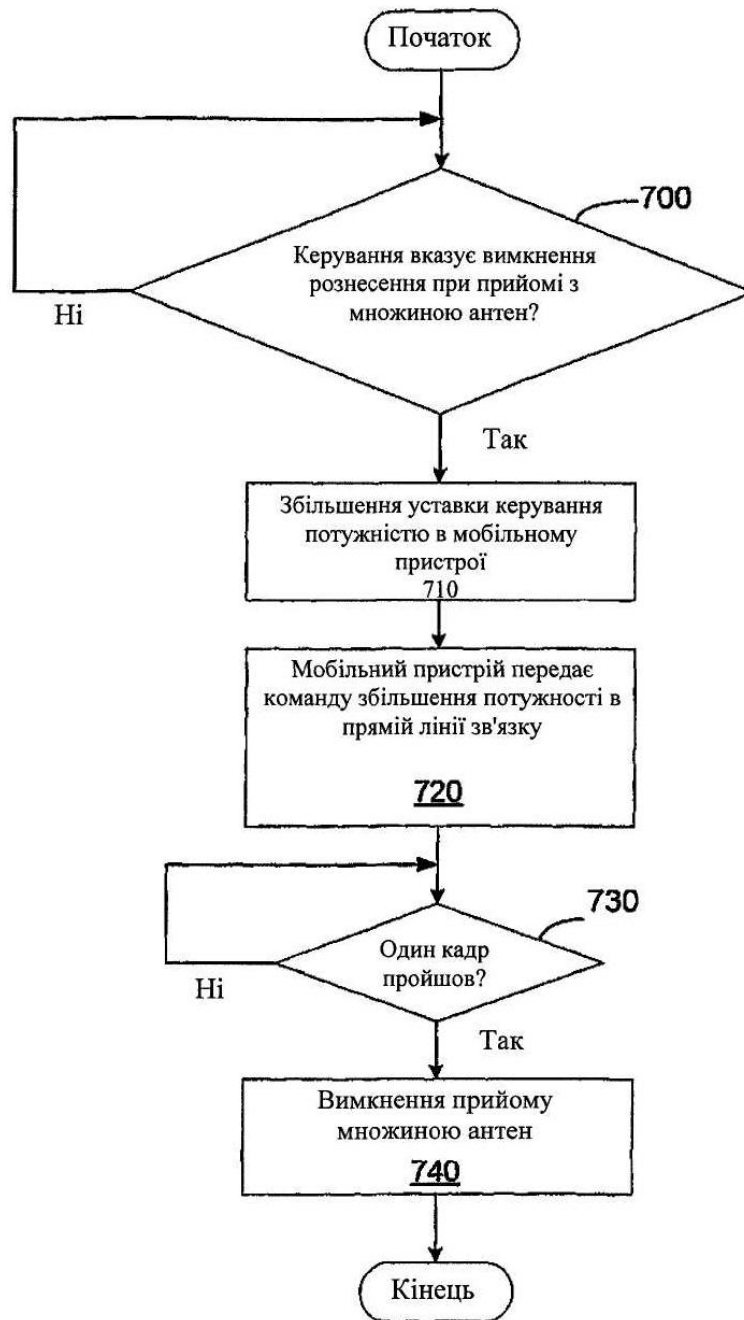 Початок
700
Керування вказує вимкнення
рознесення при прийомі з
множиною антен?
Ні
Так
Збільшення уставки керування
потужністю в мобільному
пристрої
710
Мобільний пристрій передає
команду збільшення потужності в
прямій лінії зв'язку
720
730
Один кадр
пройшов?
Ні
Так
Вимкнення прийому
множиною антен
740
Кінець